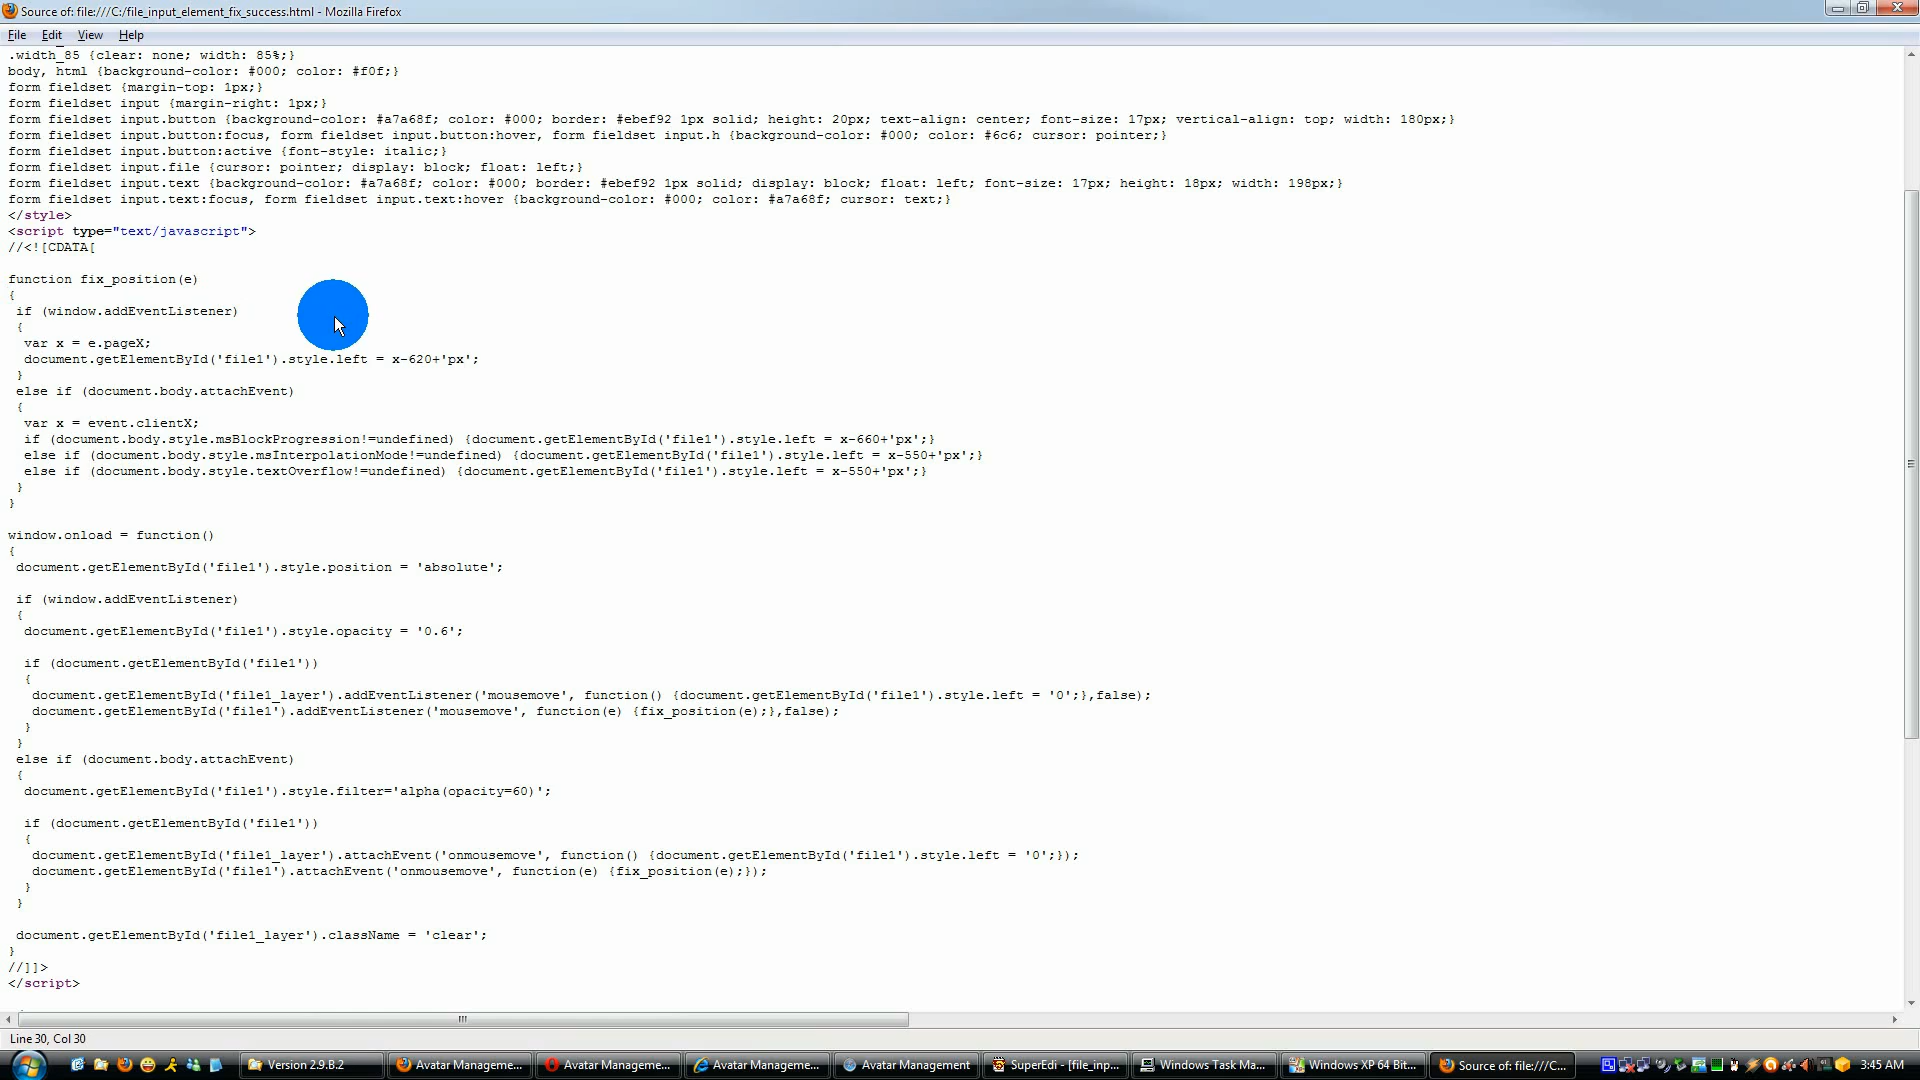 Source of: file:///C:/file_input_element_fix_success.html - Mozilla Firefox
File Edit View Help
.width_85 {clear: none; width: 85%;}
body, html {background-color: #000; color: #f0f;}
form fieldset {margin-top: 1px;}
form fieldset input {margin-right: 1px;}
form fieldset input.button {background-color: #a7a68f; color: #000; border: #ebef92 1px solid; height: 20px; text-align: center; font-size: 17px; vertical-align: top; width: 180px;}
form fieldset input.button:focus, form fieldset input.button:hover, form fieldset input.h {background-color: #000; color: #6c6; cursor: pointer;}
form fieldset input.button:active {font-style: italic;}
form fieldset input.file {cursor: pointer; display: block; float: left;}
form fieldset input.text {background-color: #a7a68f; color: #000; border: #ebef92 1px solid; display: block; float: left; font-size: 17px; height: 18px; width: 198px;}
form fieldset input.text:focus, form fieldset input.text:hover {background-color: #000; color: #a7a68f; cursor: text;}
</style>
<script type="text/javascript">
//<![CDATA[
function fix_position(e)
{
if (window.addEventListener)
{
var x = e.pageX;
document.getElementById('file1').style.left = x-620+'px';
}
else if (document.body.attachEvent)
{
var x = event.clientX;
if (document.body.style.msBlockProgression!=undefined) {document.getElementById('file1').style.left = x-660+'px';}
else if (document.body.style.msInterpolationMode!=undefined) {document.getElementById('file1').style.left = x-550+'px';}
else if (document.body.style.textOverflow!=undefined) {document.getElementById('file1').style.left = x-550+'px';}
}
}
window.onload = function()
{
document.getElementById('file1').style.position = 'absolute';
if (window.addEventListener)
{
document.getElementById('file1').style.opacity = '0.6';
if (document.getElementById('file1'))
{
document.getElementById('file1_layer').addEventListener('mousemove', function() {document.getElementById('file1').style.left = '0';},false);
document.getElementById('file1').addEventListener('mousemove', function(e) {fix_position(e);},false);
}
}
else if (document.body.attachEvent)
{
document.getElementById('file1').style.filter='alpha(opacity=60)';
if (document.getElementById('file1'))
{
document.getElementById('file1_layer').attachEvent('onmousemove', function() {document.getElementById('file1').style.left = '0';});
document.getElementById('file1').attachEvent('onmousemove', function(e) {fix_position(e);});
}
}
document.getElementById('file1_layer').className = 'clear';
}
//]]>
</script>
Line 30, Col 30
Version 2.9.B.2 Avatar Manageme... Avatar Manageme... Avatar Manageme... Avatar Management SuperEdi - [file_inp... Windows Task Ma... Windows XP 64 Bit... Source of: file:///C... 3:45 AM